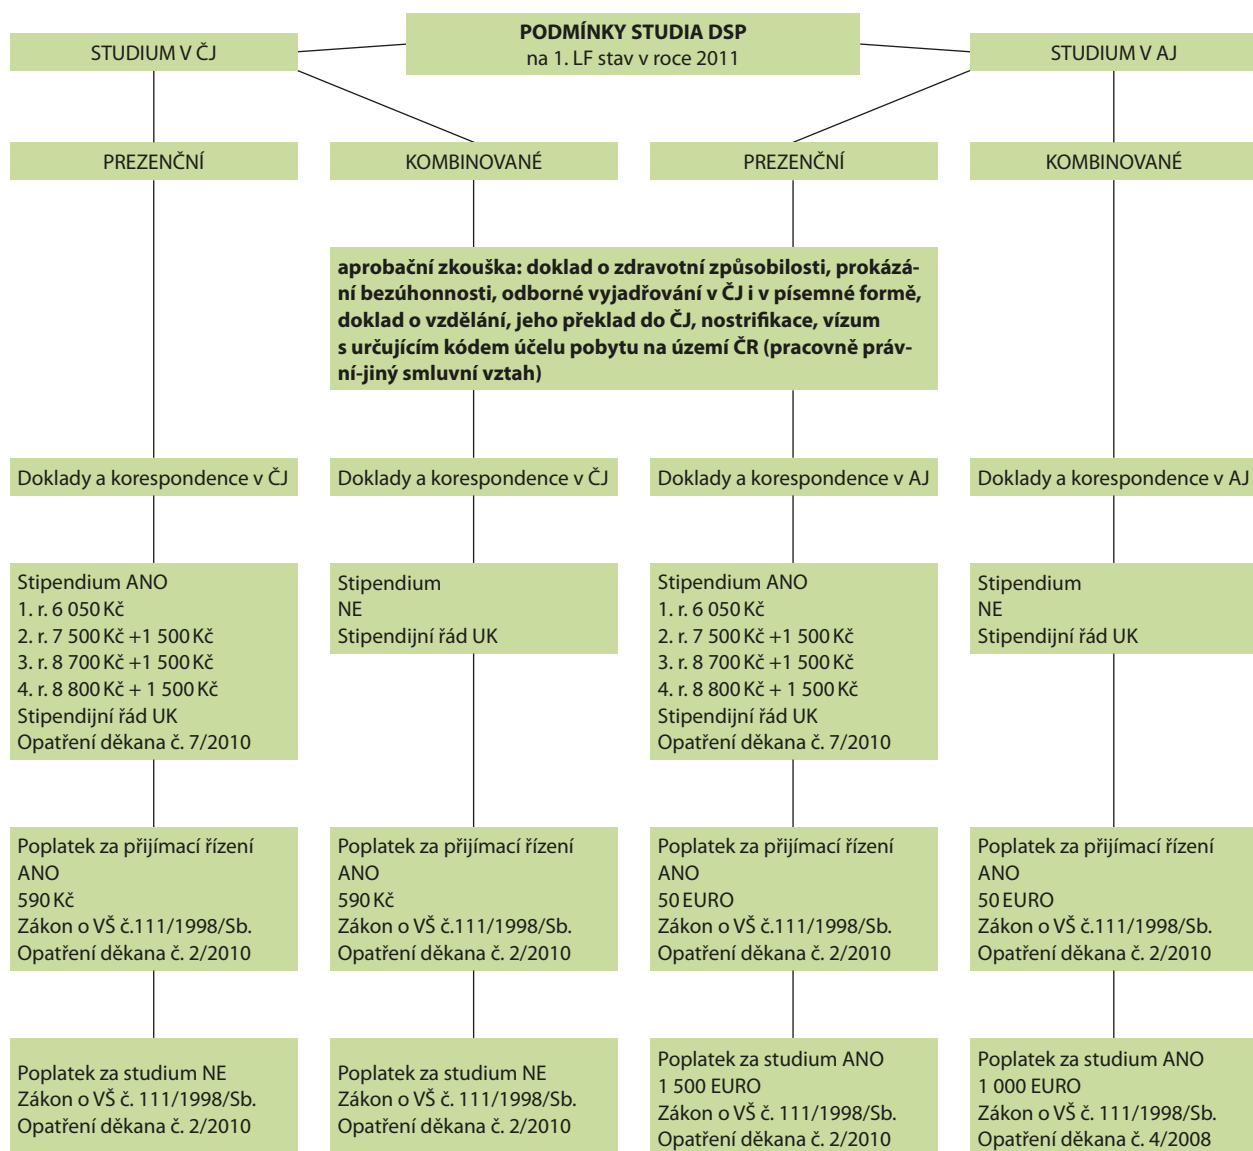 PODMÍNKY STUDIA DSP
na 1. LF stav v roce 2011
STUDIUM V ČJ
STUDIUM V AJ
PREZENČNÍ
KOMBINOVANÉ
PREZENČNÍ
KOMBINOVANÉ
aprobační zkouška: doklad o zdravotní způsobilosti, prokázá-
ní bezúhonnosti, odborné vyjadřování v ČJ i v písemné formě,
doklad o vzdělání, jeho překlad do ČJ, nostrifikace, vízum
s určujícím kódem účelu pobytu na území ČR (pracovně práv-
ní-jiný smluvní vztah)
Doklady a korespondence v ČJ
Doklady a korespondence v ČJ
Doklady a korespondence v AJ
Doklady a korespondence v AJ
Stipendium ANO
1. r. 6 050 Kč
2. r. 7 500 Kč +1 500 Kč
3. r. 8 700 Kč +1 500 Kč
4. r. 8 800 Kč + 1 500 Kč
Stipendijní řád UK
Opatření děkana č. 7/2010
Stipendium
NE
Stipendijní řád UK
Stipendium ANO
1. r. 6 050 Kč
2. r. 7 500 Kč +1 500 Kč
3. r. 8 700 Kč +1 500 Kč
4. r. 8 800 Kč + 1 500 Kč
Stipendijní řád UK
Opatření děkana č. 7/2010
Stipendium
NE
Stipendijní řád UK
Poplatek za přijímací řízení
ANO
590 Kč
Zákon o VŠ č.111/1998/Sb.
Opatření děkana č. 2/2010
Poplatek za přijímací řízení
ANO
590 Kč
Zákon o VŠ č.111/1998/Sb.
Opatření děkana č. 2/2010
Poplatek za přijímací řízení
ANO
50 EURO
Zákon o VŠ č.111/1998/Sb.
Opatření děkana č. 2/2010
Poplatek za přijímací řízení
ANO
50 EURO
Zákon o VŠ č.111/1998/Sb.
Opatření děkana č. 2/2010
Poplatek za studium NE
Zákon o VŠ č. 111/1998/Sb.
Opatření děkana č. 2/2010
Poplatek za studium NE
Zákon o VŠ č. 111/1998/Sb.
Opatření děkana č. 2/2010
Poplatek za studium ANO
1 500 EURO
Zákon o VŠ č. 111/1998/Sb.
Opatření děkana č. 2/2010
Poplatek za studium ANO
1 000 EURO
Zákon o VŠ č. 111/1998/Sb.
Opatření děkana č. 4/2008